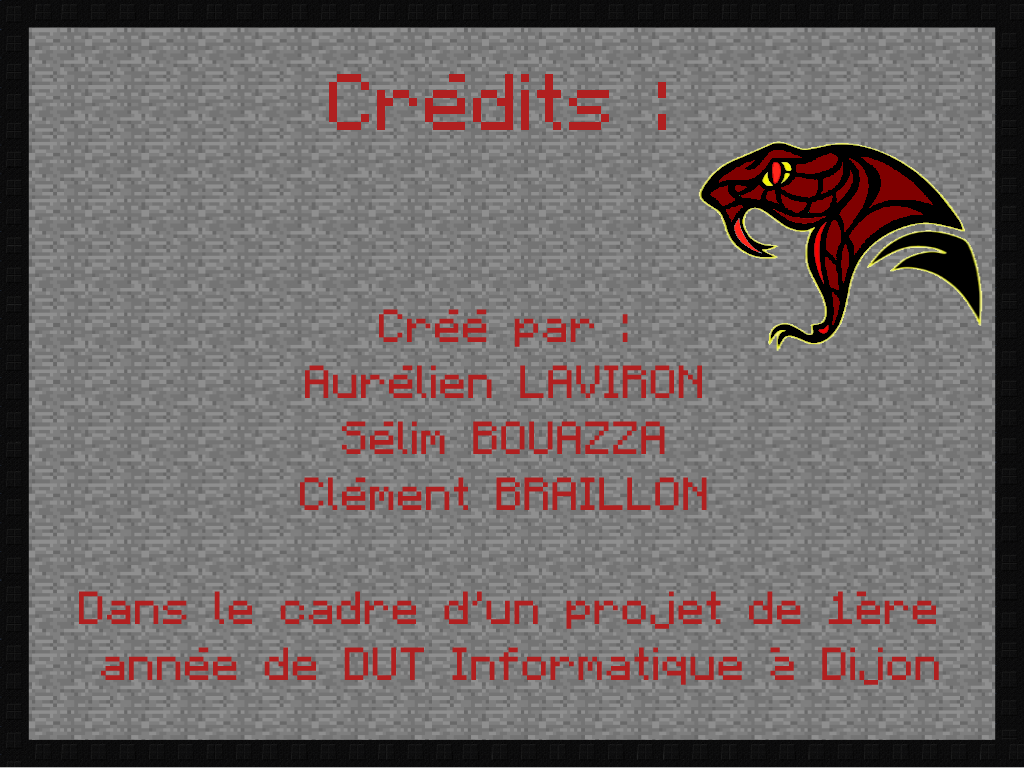 Crédits :
Créé par :
Aurélien LAVIRON
Sélim BOUAZZA
Clément BRAILLON
Dans le cadre d'un projet de 1ère
année de DUT Informatique à Dijon